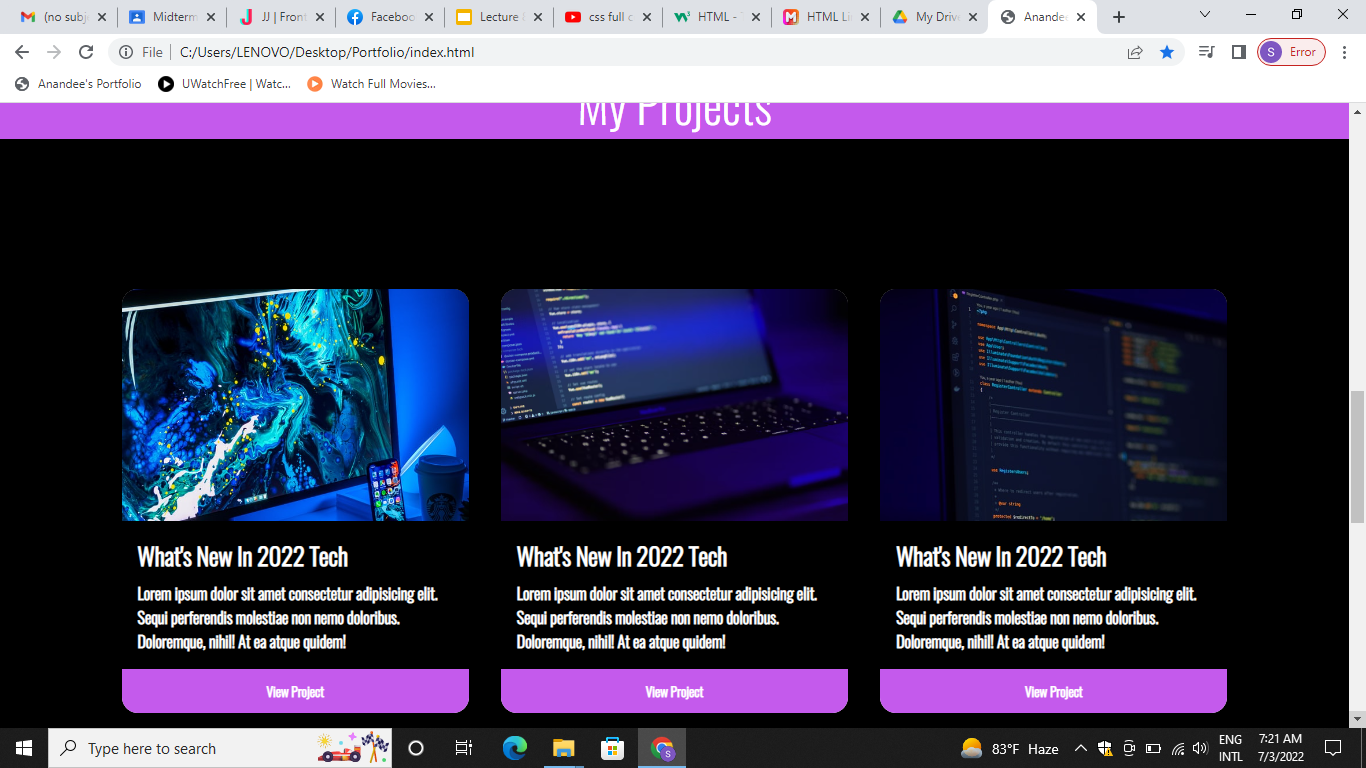 (no subje
Midterm
JJ | Front
Faceboo
Lecture
css full c
HTML -
HTML Lin
My Drive
Anandee
File
C:/Users/LENOVO/Desktop/Portfolio/index.html
S
Error
Anandee's Portfolio
UWatchFree | Watc...
Watch Full Movies...
My Projects
What's New In 2022 Tech
Lorem ipsum dolor sit amet consectetur adipisicing elit.
Sequi perferendis molestiae non nemo doloribus.
Doloremque, nihil! At ea atque quidem!
View Project
What's New In 2022 Tech
Lorem ipsum dolor sit amet consectetur adipisicing elit.
Sequi perferendis molestiae non nemo doloribus.
Doloremque, nihil! At ea atque quidem!
View Project
What's New In 2022 Tech
Lorem ipsum dolor sit amet consectetur adipisicing elit.
Sequi perferendis molestiae non nemo doloribus.
Doloremque, nihil! At ea atque quidem!
View Project
Type here to search
83°F Haze
ENG
INTL
7:21 AM
7/3/2022